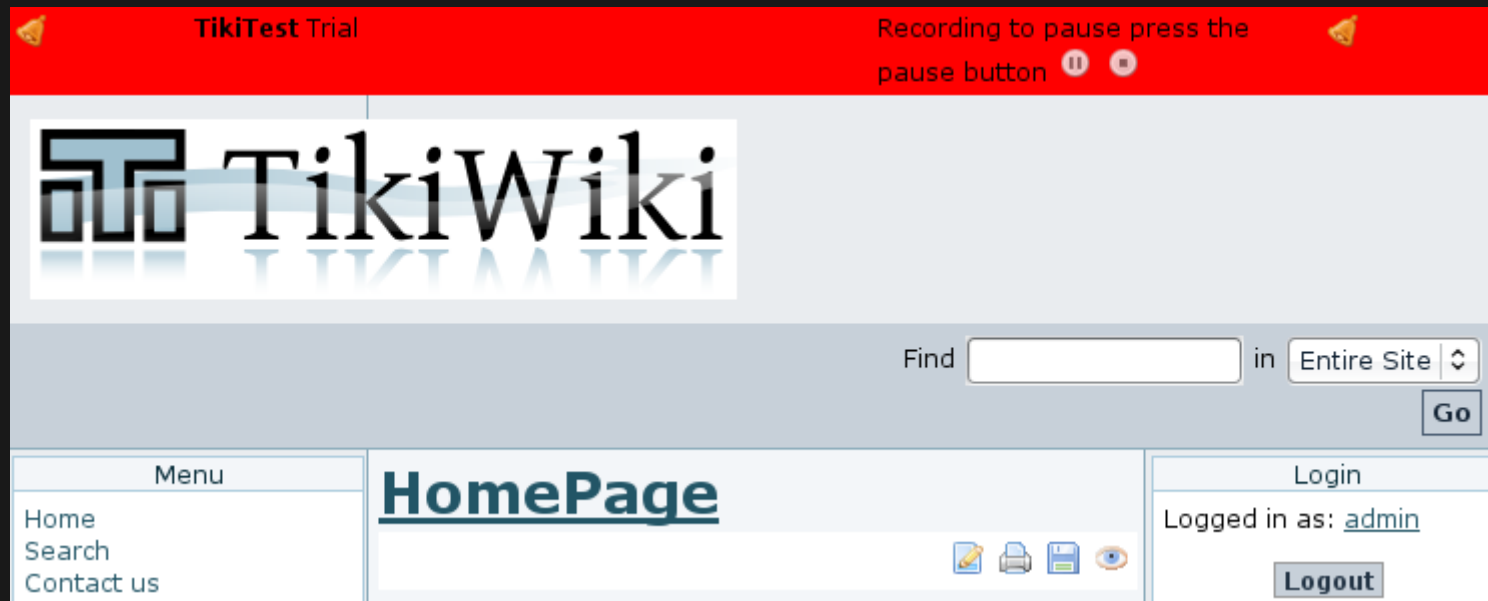 TikiTest Trial
Recording to pause press the
pause button
TikiWiki
Find
in
Entire Site
Go
Menu
Home
Search
Contact us
HomePage
Login
Logged in as: admin
Logout